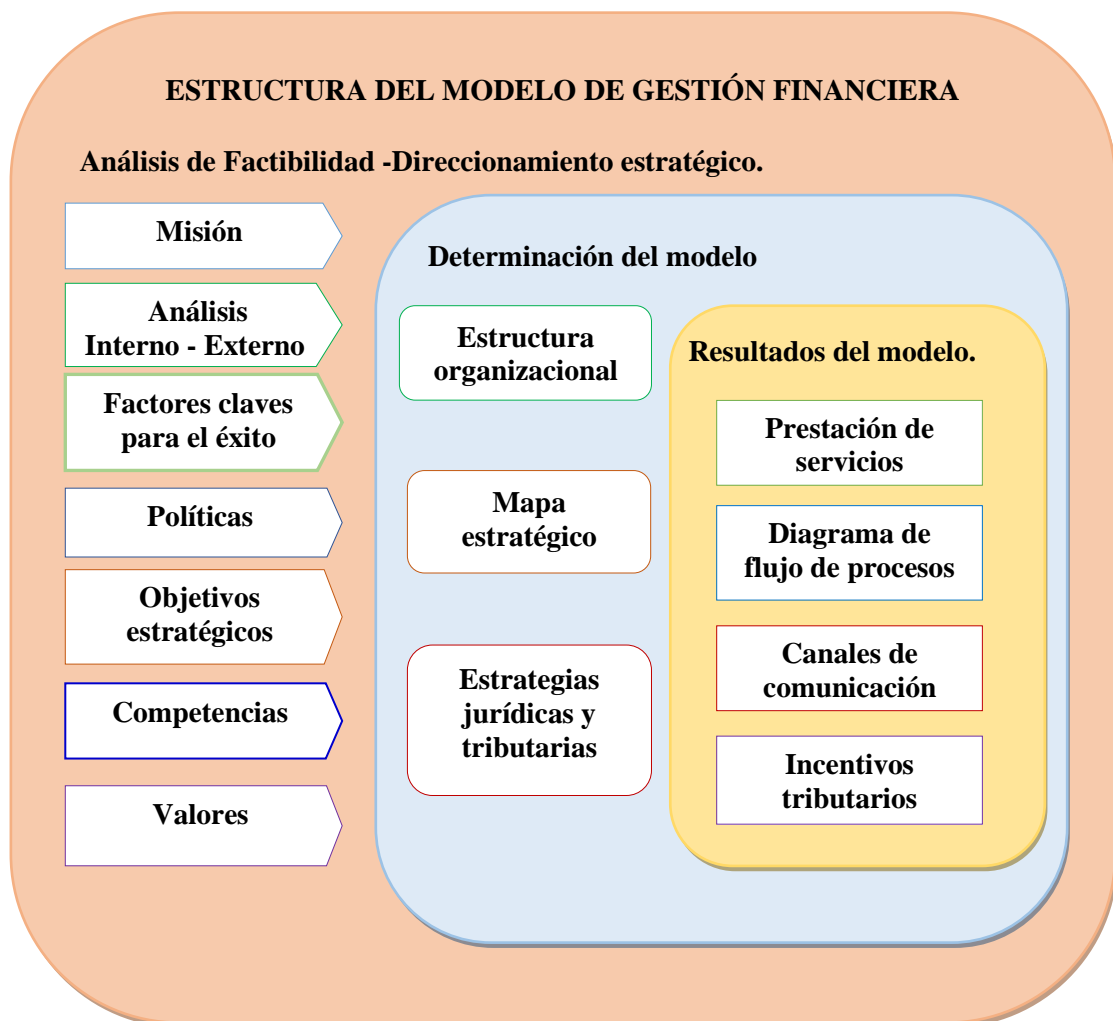 ESTRUCTURA DEL MODELO DE GESTIÓN FINANCIERA
Análisis de Factibilidad -Direccionamiento estratégico.
Misión
Análisis
Interno - Externo
Factores claves
para el éxito
Políticas
Objetivos
estratégicos
Competencias
Valores
Determinación del modelo
Estructura
organizacional
Mapa
estratégico
Estrategias
jurídicas y
tributarias
Resultados del modelo.
Prestación de
servicios
Diagrama de
flujo de procesos
Canales de
comunicación
Incentivos
tributarios